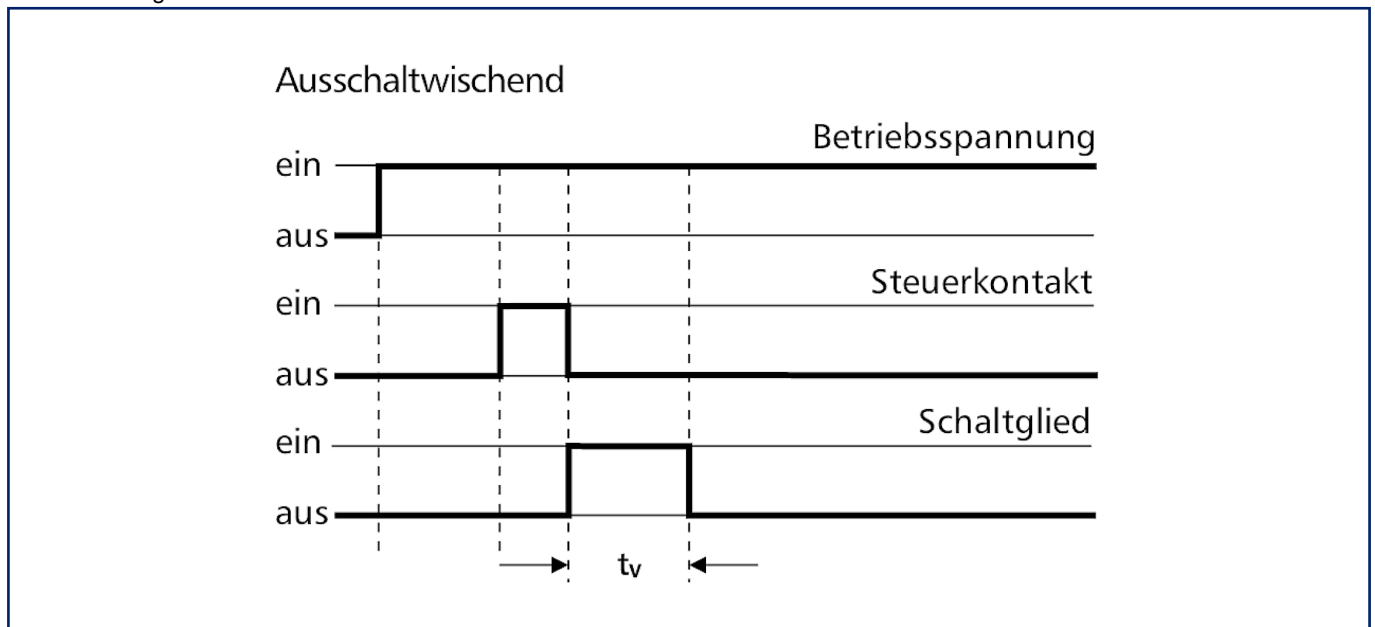 Ausschaltwischend
Betriebsspannung
ein
aus
Steuerkontakt
ein
aus
Schaltglied
ein
aus
tv